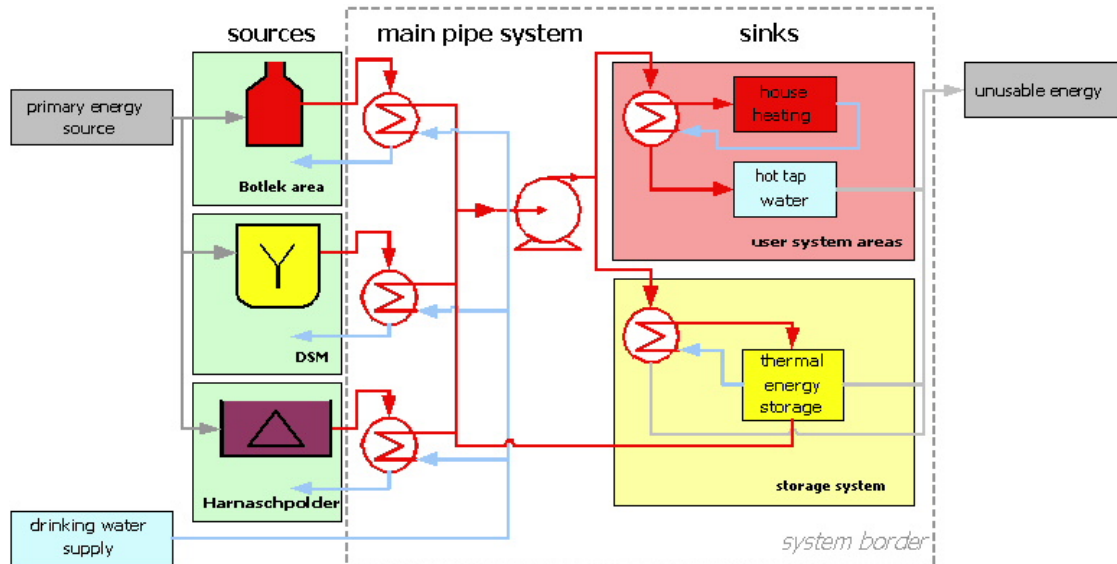 sources
main pipe system
sinks
primary energy
source
Botlek area
house
heating
hot tap
water
user system areas
unusable energy
DSM
thermal
energy
storage
storage system
Harnaschpolder
drinking water
supply
system border